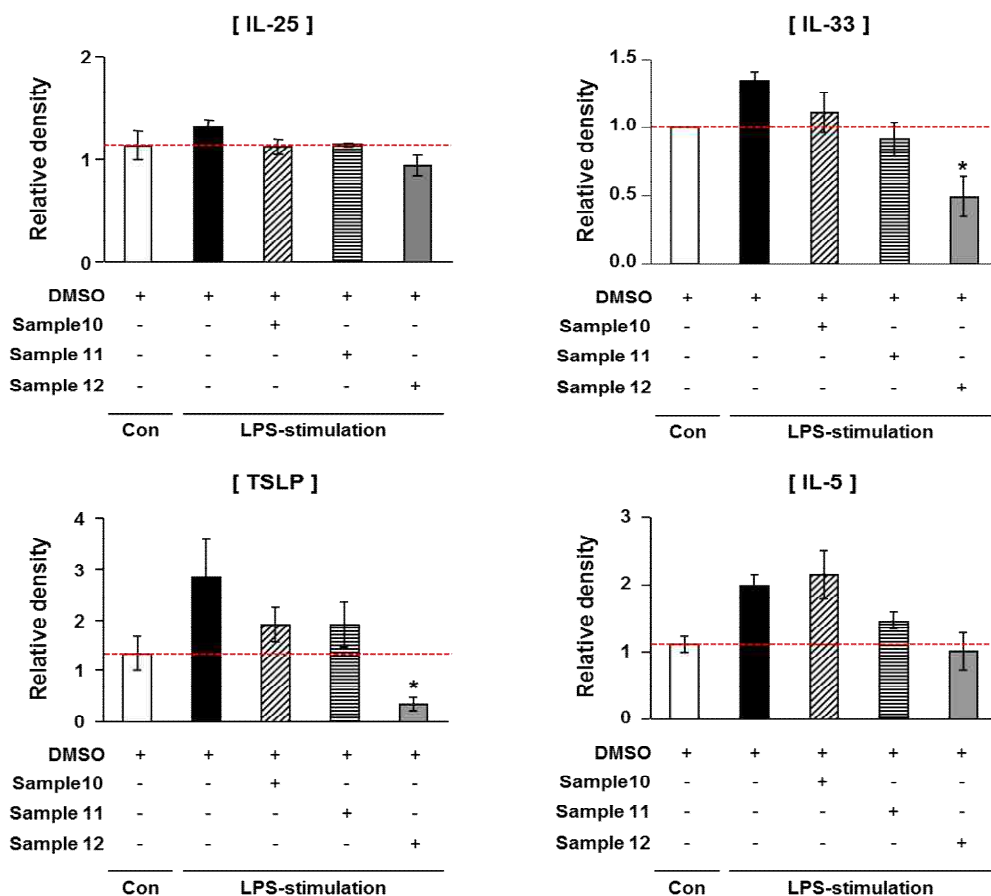 [ IL-25 ]
Relative density
2
1
0
DMSO + + + + +
Sample10 - - + - -
Sample 11 - - - + -
Sample 12 - - - - +
Con LPS-stimulation
[ IL-33 ]
Relative density
1.5
1.0
0.5
0.0
*
DMSO + + + + +
Sample10 - - + - -
Sample 11 - - - + -
Sample 12 - - - - +
Con LPS-stimulation
[ TSLP ]
Relative density
4
3
2
1
0
*
DMSO + + + + +
Sample10 - - + - -
Sample 11 - - - + -
Sample 12 - - - - +
Con LPS-stimulation
[ IL-5 ]
Relative density
3
2
1
0
DMSO + + + + +
Sample10 - - + - -
Sample 11 - - - + -
Sample 12 - - - - +
Con LPS-stimulation